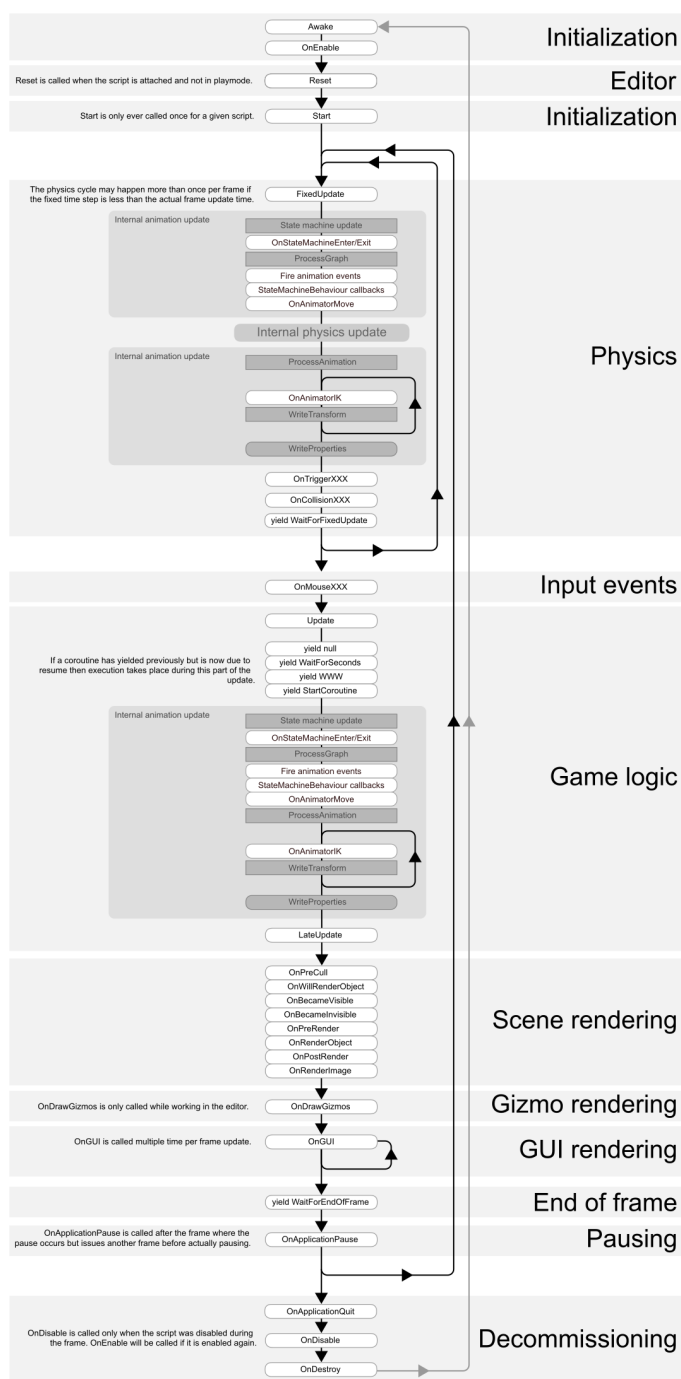 Awake
OnEnable
Initialization
Reset is called when the script is attached and not in playmode.
Reset
Editor
Start is only ever called once for a given script.
Start
Initialization
The physics cycle may happen more than once per frame if
the fixed time step is less than the actual frame update time.
FixedUpdate
Internal animation update
State machine update
OnStateMachineEnter/Exit
ProcessGraph
Fire animation events
StateMachineBehaviour callbacks
OnAnimatorMove
Internal physics update
Physics
Internal animation update
ProcessAnimation
OnAnimatorIK
WriteTransform
WriteProperties
OnTriggerXXX
OnCollisionXXX
yield WaitForFixedUpdate
OnMouseXXX
Input events
Update
If a coroutine has yielded previously but is now due to
resume then execution takes place during this part of the
update.
yield null
yield WaitForSeconds
yield WWW
yield StartCoroutine
Internal animation update
State machine update
OnStateMachineEnter/Exit
ProcessGraph
Fire animation events
StateMachineBehaviour callbacks
OnAnimatorMove
ProcessAnimation
Game logic
OnAnimatorIK
WriteTransform
WriteProperties
LateUpdate
OnPreCull
OnWillRenderObject
OnBecameVisible
OnBecameInvisible
OnPreRender
OnRenderObject
OnPostRender
OnRenderImage
Scene rendering
OnDrawGizmos is only called while working in the editor.
OnDrawGizmos
Gizmo rendering
OnGUI is called multiple time per frame update.
OnGUI
GUI rendering
yield WaitForEndOfFrame
End of frame
OnApplicationPause is called after the frame where the
pause occurs but issues another frame before actually pausing.
OnApplicationPause
Pausing
OnApplicationQuit
OnDisable is called only when the script was disabled during
the frame. OnEnable will be called if it is enabled again.
OnDisable
Decommissioning
OnDestroy